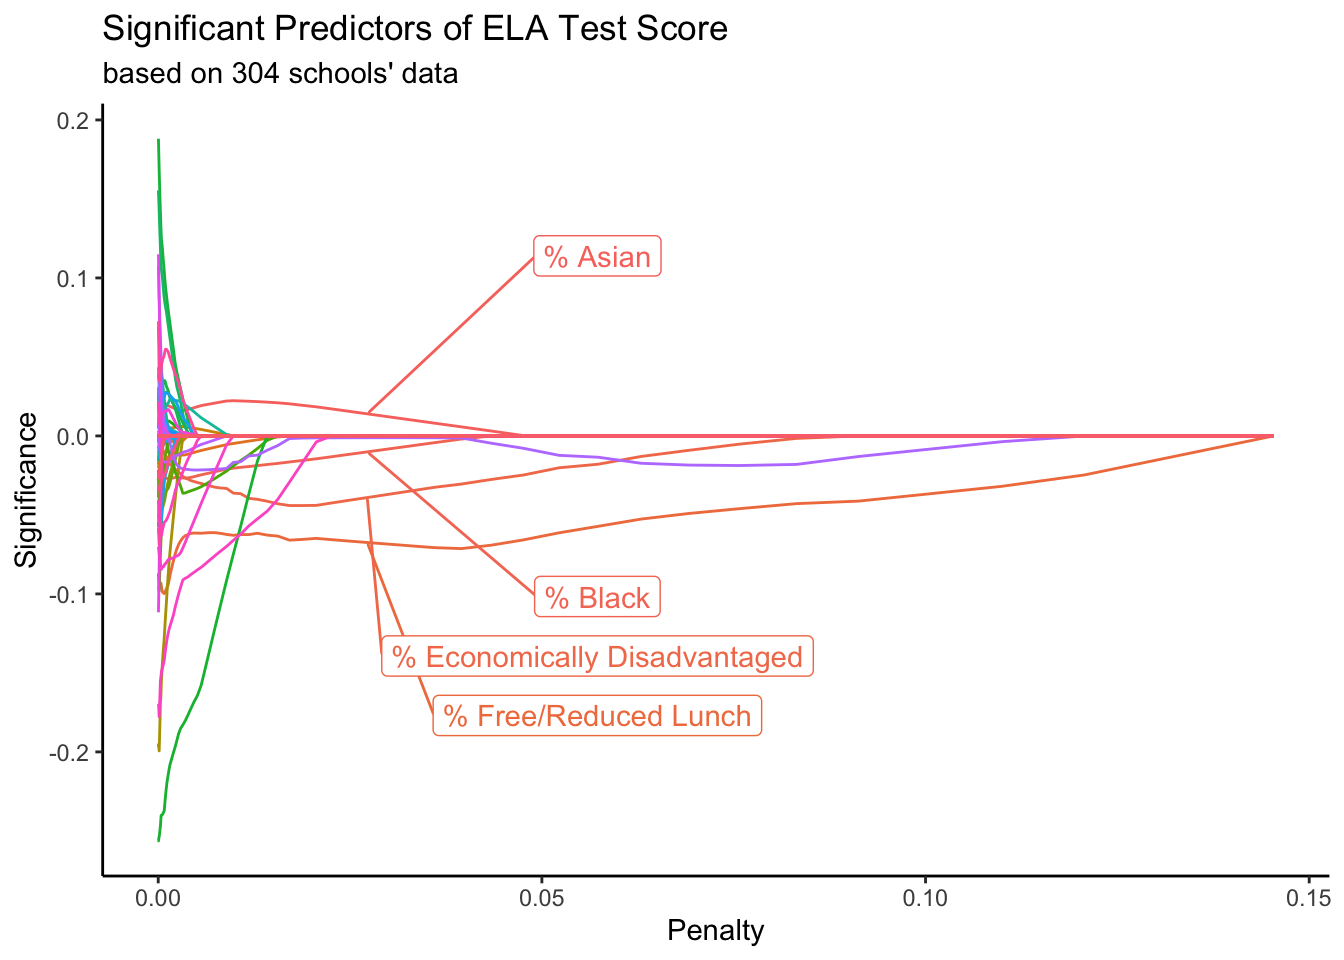 Significant Predictors of ELA Test Score
based on 304 schools' data
0.2
0.1
0.0
-0.1
-0.2
Significance
% Asian
% Black
% Economically Disadvantaged
% Free/Reduced Lunch
0.00
0.05
0.10
0.15
Penalty